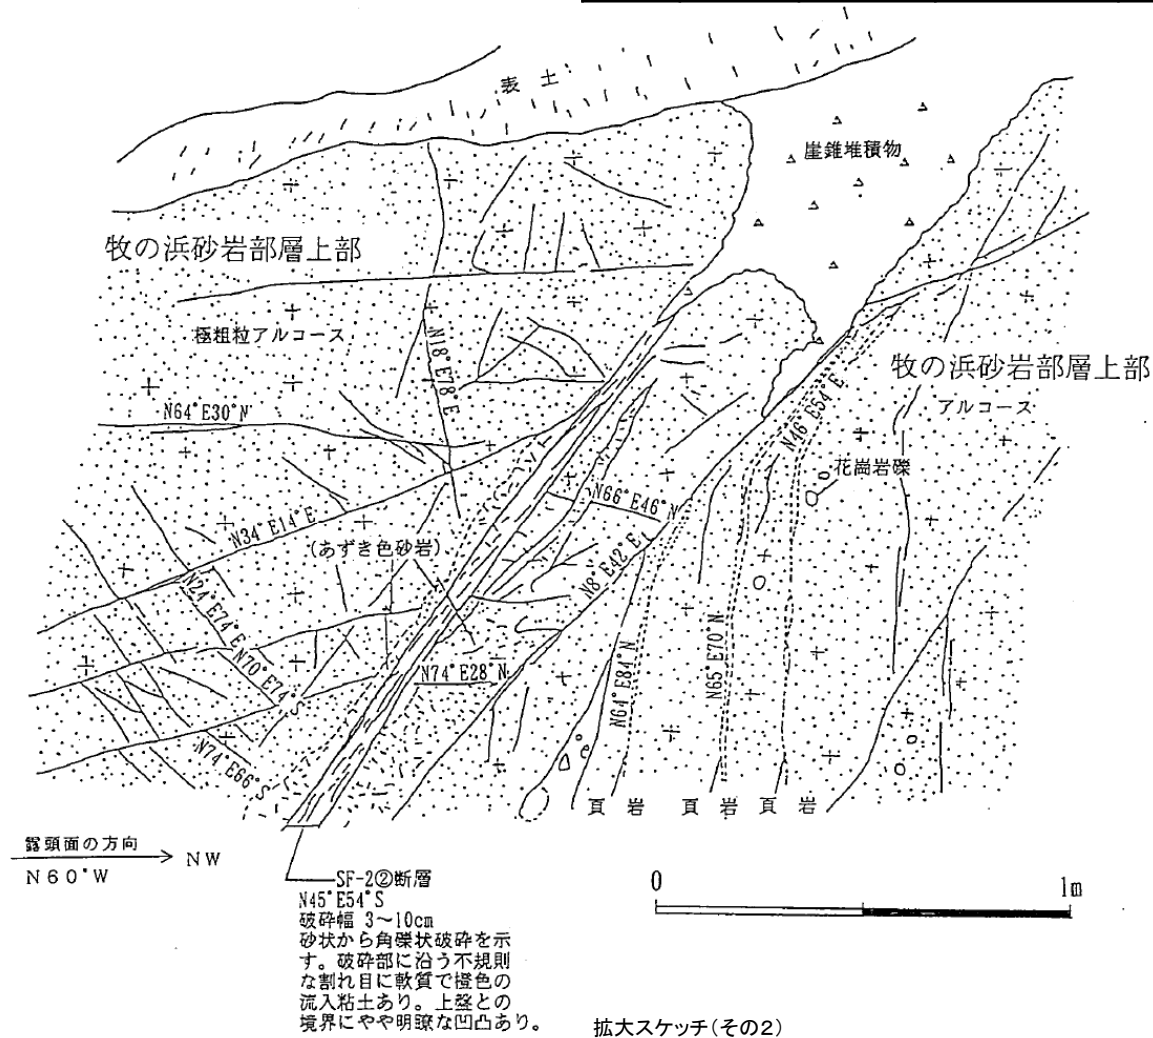 表土
崖錐堆積物
牧の浜砂岩部層上部
極粗粒アルコース
N18°E78°E
牧の浜砂岩部層上部
アルコース
N46°E54°E
N64°E30°N
花崗岩礫
N66°E46°N
N34°E14°E
(あずき色砂岩)
N8°E42°E
N24°E74°E
N70°E74°S
N74°E28°N
N64°E84°N
N65°E70°N
N74°E66°S
頁岩 頁岩 頁岩
露頭面の方向
NW
N60°W
SF-2②断層
N45°E54°S
破砕幅 3～10cm
砂状から角礫状破砕を示
す。破砕部に沿う不規則
な割れ目に軟質で橙色の
流入粘土あり。上盤との
境界にやや明瞭な凹凸あり。
0 1m
拡大スケッチ(その2)